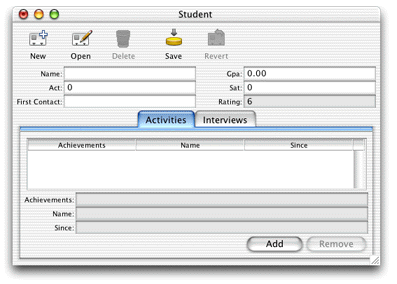 Student
New Open Delete Save Revert
Name: Gpa: 0.00
Act: 0 Sat: 0
First Contact: Rating: 6
Activities Interviews
Achievements Name Since
Achievements:
Name:
Since:
Add Remove